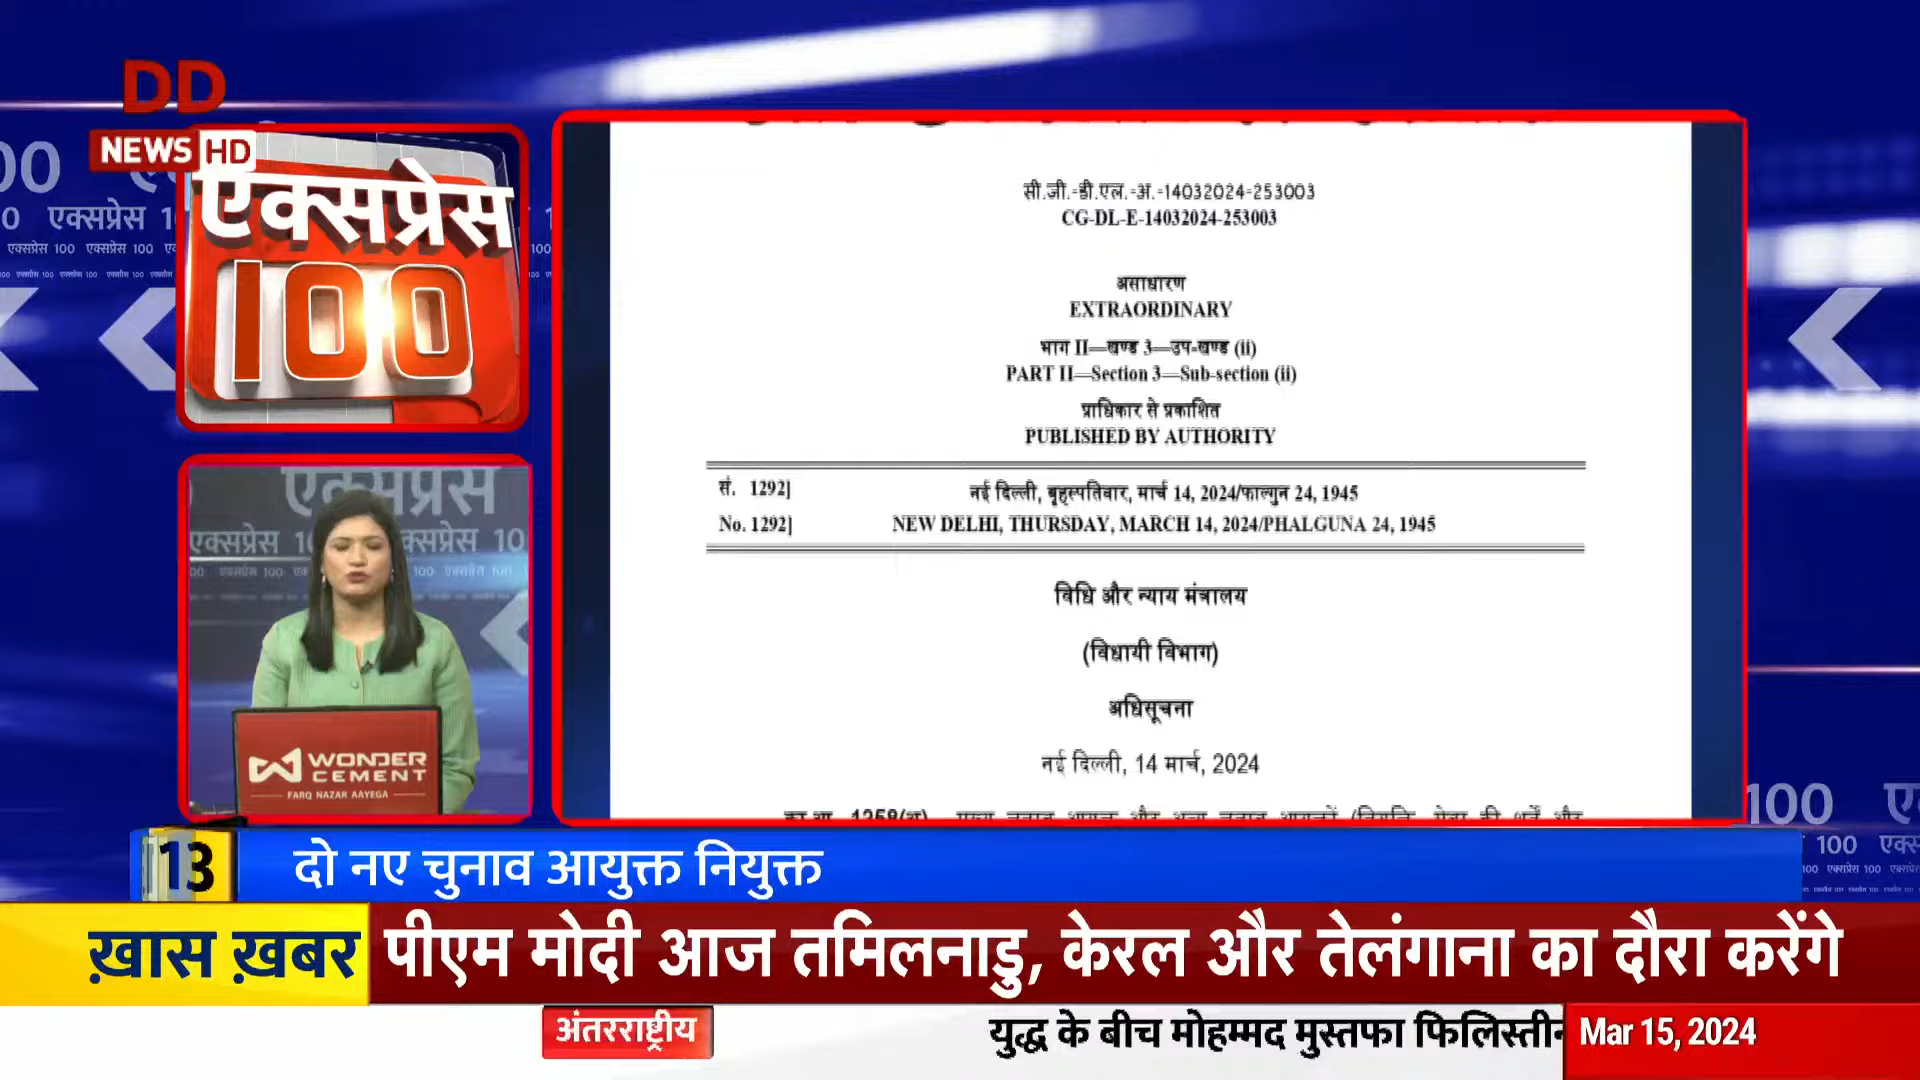 DD
NEWS HD
एक्सप्रेस
100
सी.जी.-डी.एल.-अ.-14032024-253003
CG-DL-E-14032024-253003
असाधारण
EXTRAORDINARY
भाग II—खण्ड 3—उप-खण्ड (ii)
PART II—Section 3—Sub-section (ii)
प्राधिकार से प्रकाशित
PUBLISHED BY AUTHORITY
सं. 1292] नई दिल्ली, बृहस्पतिवार, मार्च 14, 2024/फाल्गुन 24, 1945
No. 1292] NEW DELHI, THURSDAY, MARCH 14, 2024/PHALGUNA 24, 1945
विधि और न्याय मंत्रालय
(विधायी विभाग)
अधिसूचना
नई दिल्ली, 14 मार्च, 2024
WONDER
CEMENT
FARQ NAZAR AAYEGA
13 दो नए चुनाव आयुक्त नियुक्त
ख़ास ख़बर पीएम मोदी आज तमिलनाडु, केरल और तेलंगाना का दौरा करेंगे
अंतरराष्ट्रीय युद्ध के बीच मोहम्मद मुस्तफा फिलिस्तीन Mar 15, 2024